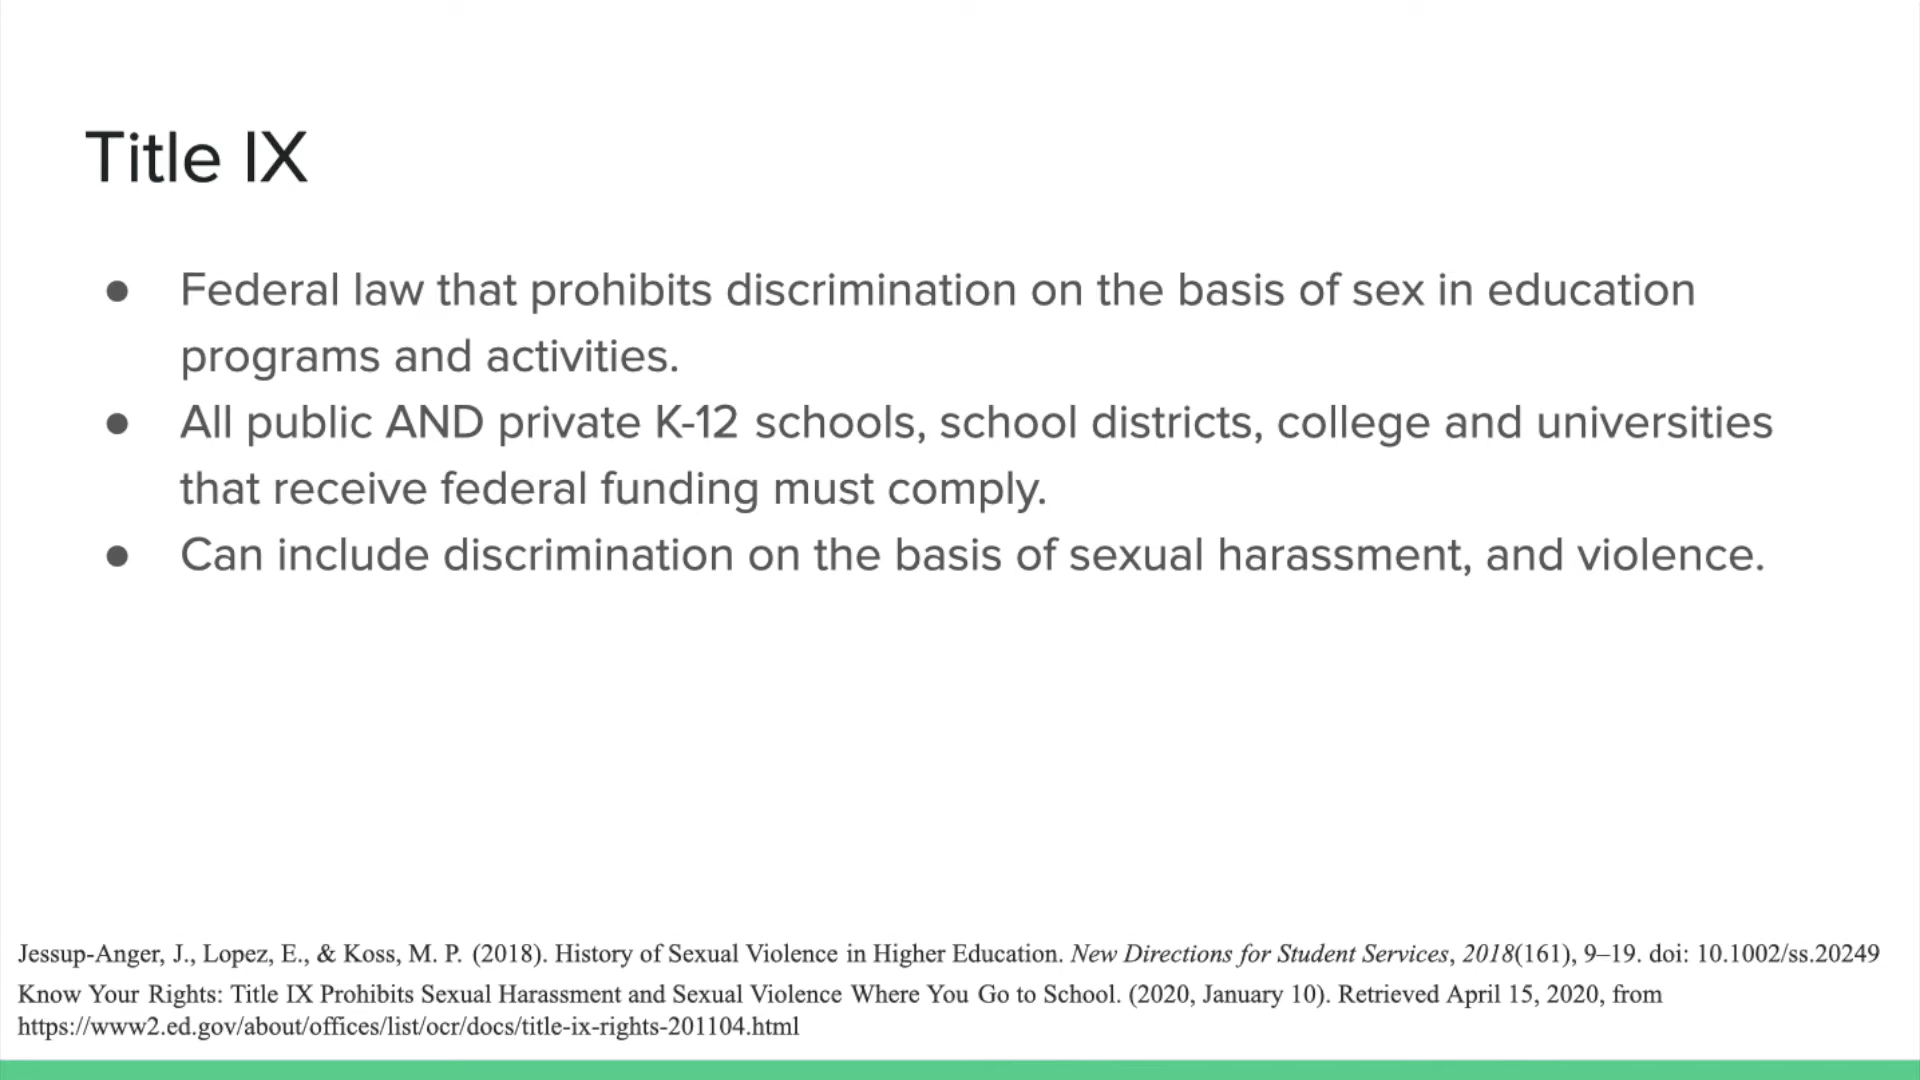 Title IX
● Federal law that prohibits discrimination on the basis of sex in education
programs and activities.
● All public AND private K-12 schools, school districts, college and universities
that receive federal funding must comply.
● Can include discrimination on the basis of sexual harassment, and violence.
Jessup-Anger, J., Lopez, E., & Koss, M. P. (2018). History of Sexual Violence in Higher Education. New Directions for Student Services, 2018(161), 9–19. doi: 10.1002/ss.20249
Know Your Rights: Title IX Prohibits Sexual Harassment and Sexual Violence Where You Go to School. (2020, January 10). Retrieved April 15, 2020, from
https://www2.ed.gov/about/offices/list/ocr/docs/title-ix-rights-201104.html